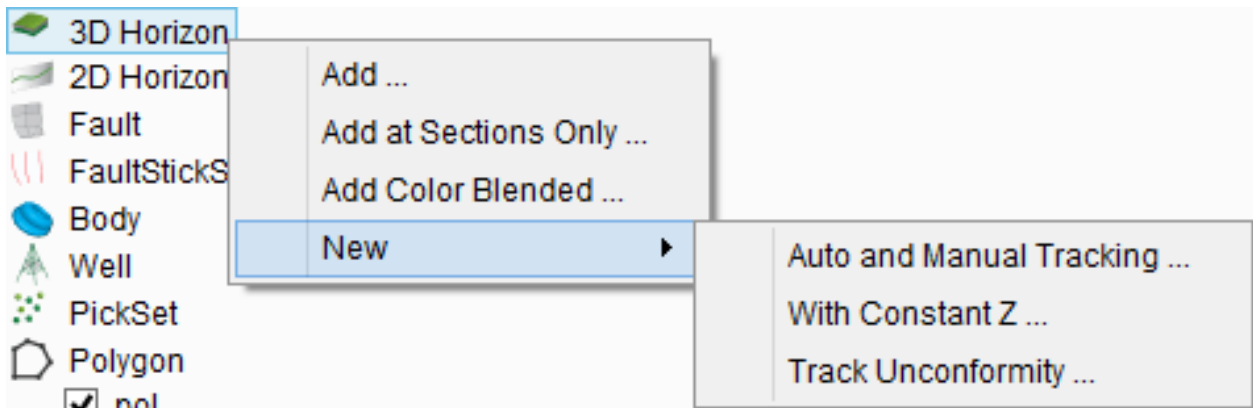 3D Horizon
2D Horizon
Fault
FaultStickS
Body
Well
PickSet
Polygon
pol
Add ...
Add at Sections Only ...
Add Color Blended ...
New
Auto and Manual Tracking ...
With Constant Z ...
Track Unconformity ...